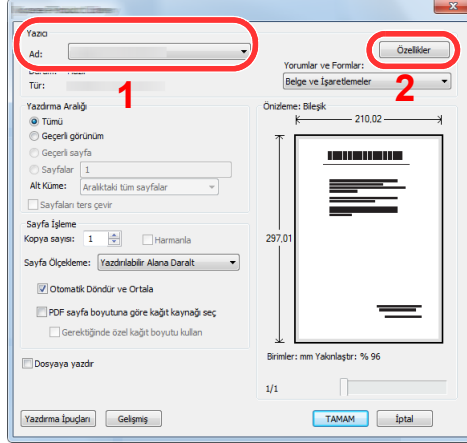 Yazıcı
Ad:
Özellikler
Yorumlar ve Formlar:
Tür:
1
Belge ve İşaretlemeler
2
Yazdırma Aralığı
Tümü
Geçerli görünüm
Geçerli sayfa
Sayfalar 1
Alt Küme: Aralıktaki tüm sayfalar
Sayfaları ters çevir
Sayfa İşleme
Kopya sayısı: 1 Harmanla
Sayfa Ölçekleme: Yazdırılabilir Alana Daralt
Otomatik Döndür ve Ortala
PDF sayfa boyutuna göre kağıt kaynağı seç
Gerektiğinde özel kağıt boyutu kullan
Dosyaya yazdır
Önizleme: Bileşik
210,02
297,01
Birimler: mm Yakınlaştır: % 96
1/1
Yazdırma İpuçları
Gelişmiş
TAMAM
İptal